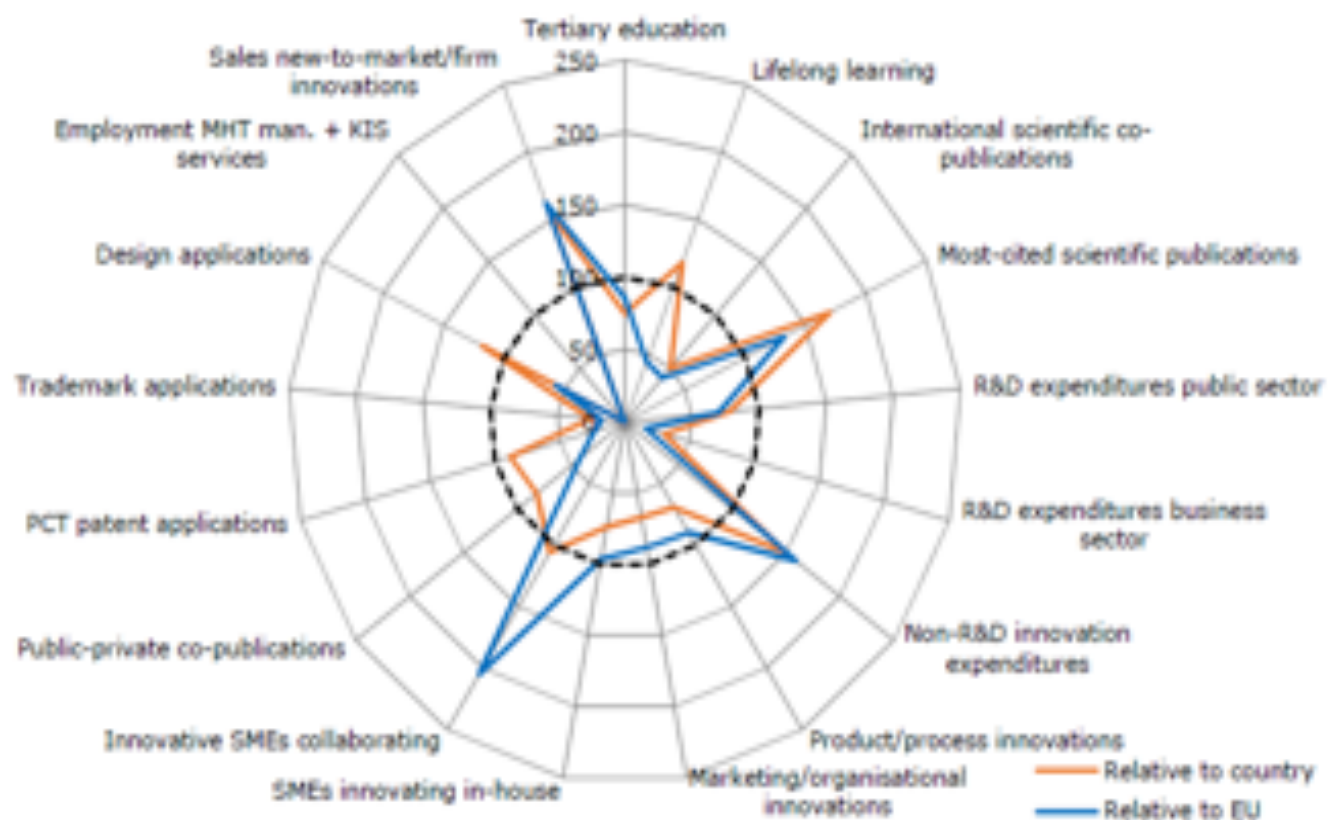 Tertiary education
Sales new-to-market/firm
innovations
Lifelong learning
Employment MHT man. + KIS
services
International scientific co-
publications
Design applications
Most-cited scientific publications
Trademark applications
R&D expenditures public sector
PCT patent applications
R&D expenditures business
sector
Public-private co-publications
Non-R&D innovation
expenditures
Innovative SMEs collaborating
Product/process innovations
SMEs innovating in-house
Marketing/organisational
innovations
250
200
150
100
50
0
Relative to country
Relative to EU